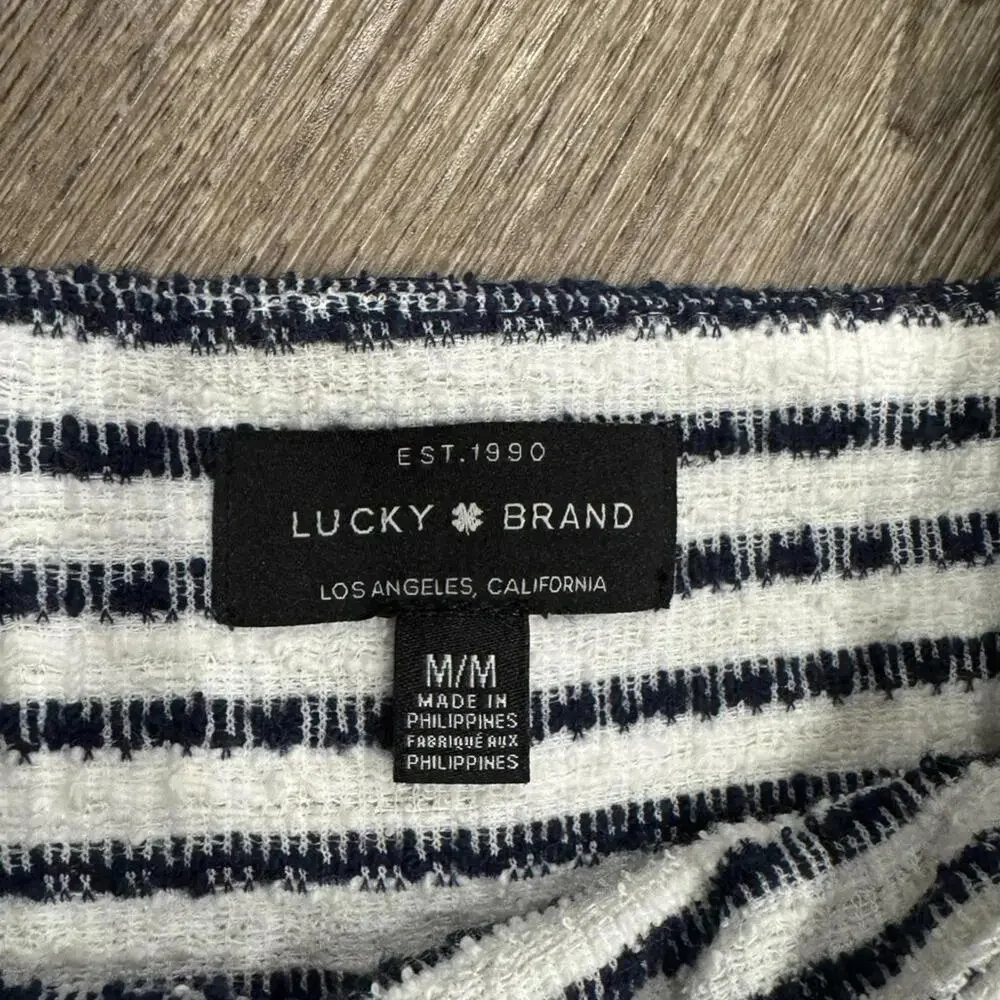 EST.1990
LUCKY BRAND
LOS ANGELES, CALIFORNIA
M/M
MADE IN
PHILIPPINES
FABRIQUÉ AUX
PHILIPPINES